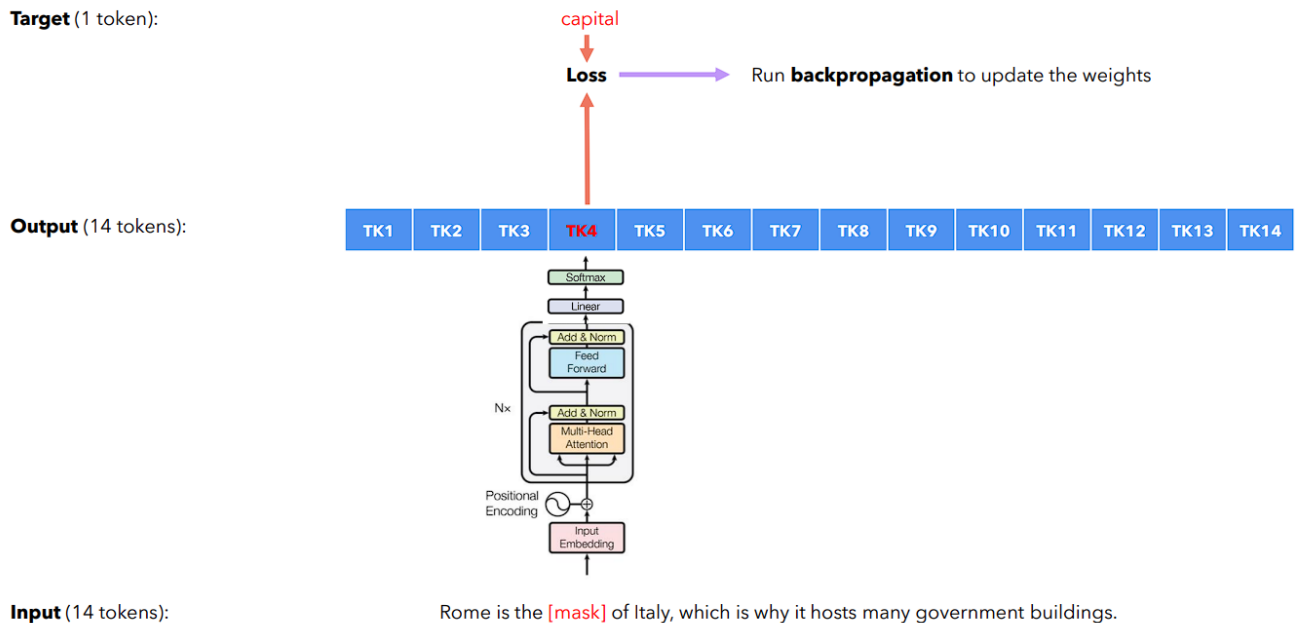 Target (1 token):
capital
Loss
Run backpropagation to update the weights
Output (14 tokens):
TK1 TK2 TK3 TK4 TK5 TK6 TK7 TK8 TK9 TK10 TK11 TK12 TK13 TK14
Softmax
Linear
Add & Norm
Feed
Forward
Nx
Add & Norm
Multi-Head
Attention
Positional
Encoding
Input
Embedding
Input (14 tokens):
Rome is the [mask] of Italy, which is why it hosts many government buildings.